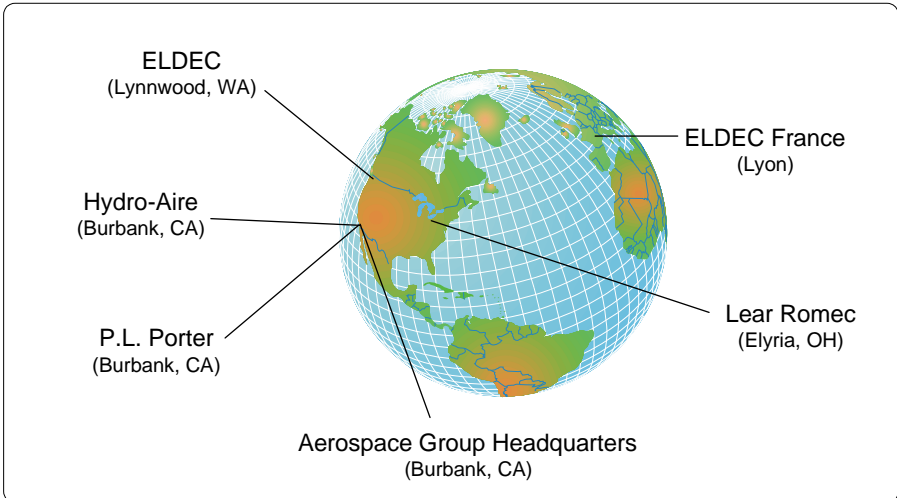 ELDEC
(Lynnwood, WA)
ELDEC France
(Lyon)
Hydro-Aire
(Burbank, CA)
Lear Romec
(Elyria, OH)
P.L. Porter
(Burbank, CA)
Aerospace Group Headquarters
(Burbank, CA)